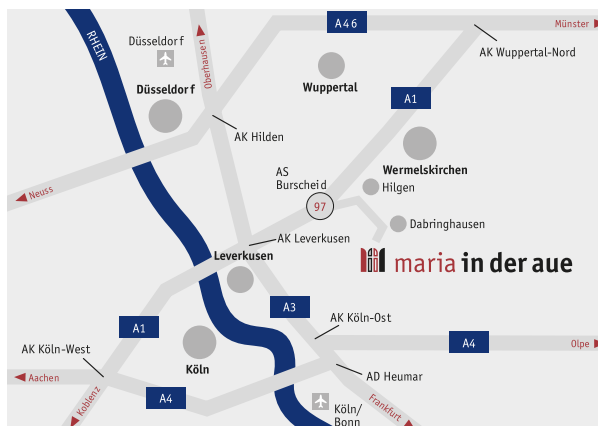 RHEIN
Düsseldorf
Düsseldorf
Oberhausen
A46
Münster
AK Wuppertal-Nord
Wuppertal
A1
AK Hilden
Wermelskirchen
AS
Burscheid
97
Hilgen
Neuss
Dabringhausen
AK Leverkusen
Leverkusen
maria in der aue
A3
A1
AK Köln-Ost
A4
Olpe
AK Köln-West
Köln
AD Heumar
Aachen
Koblenz
A4
Köln/
Bonn
Frankfurt